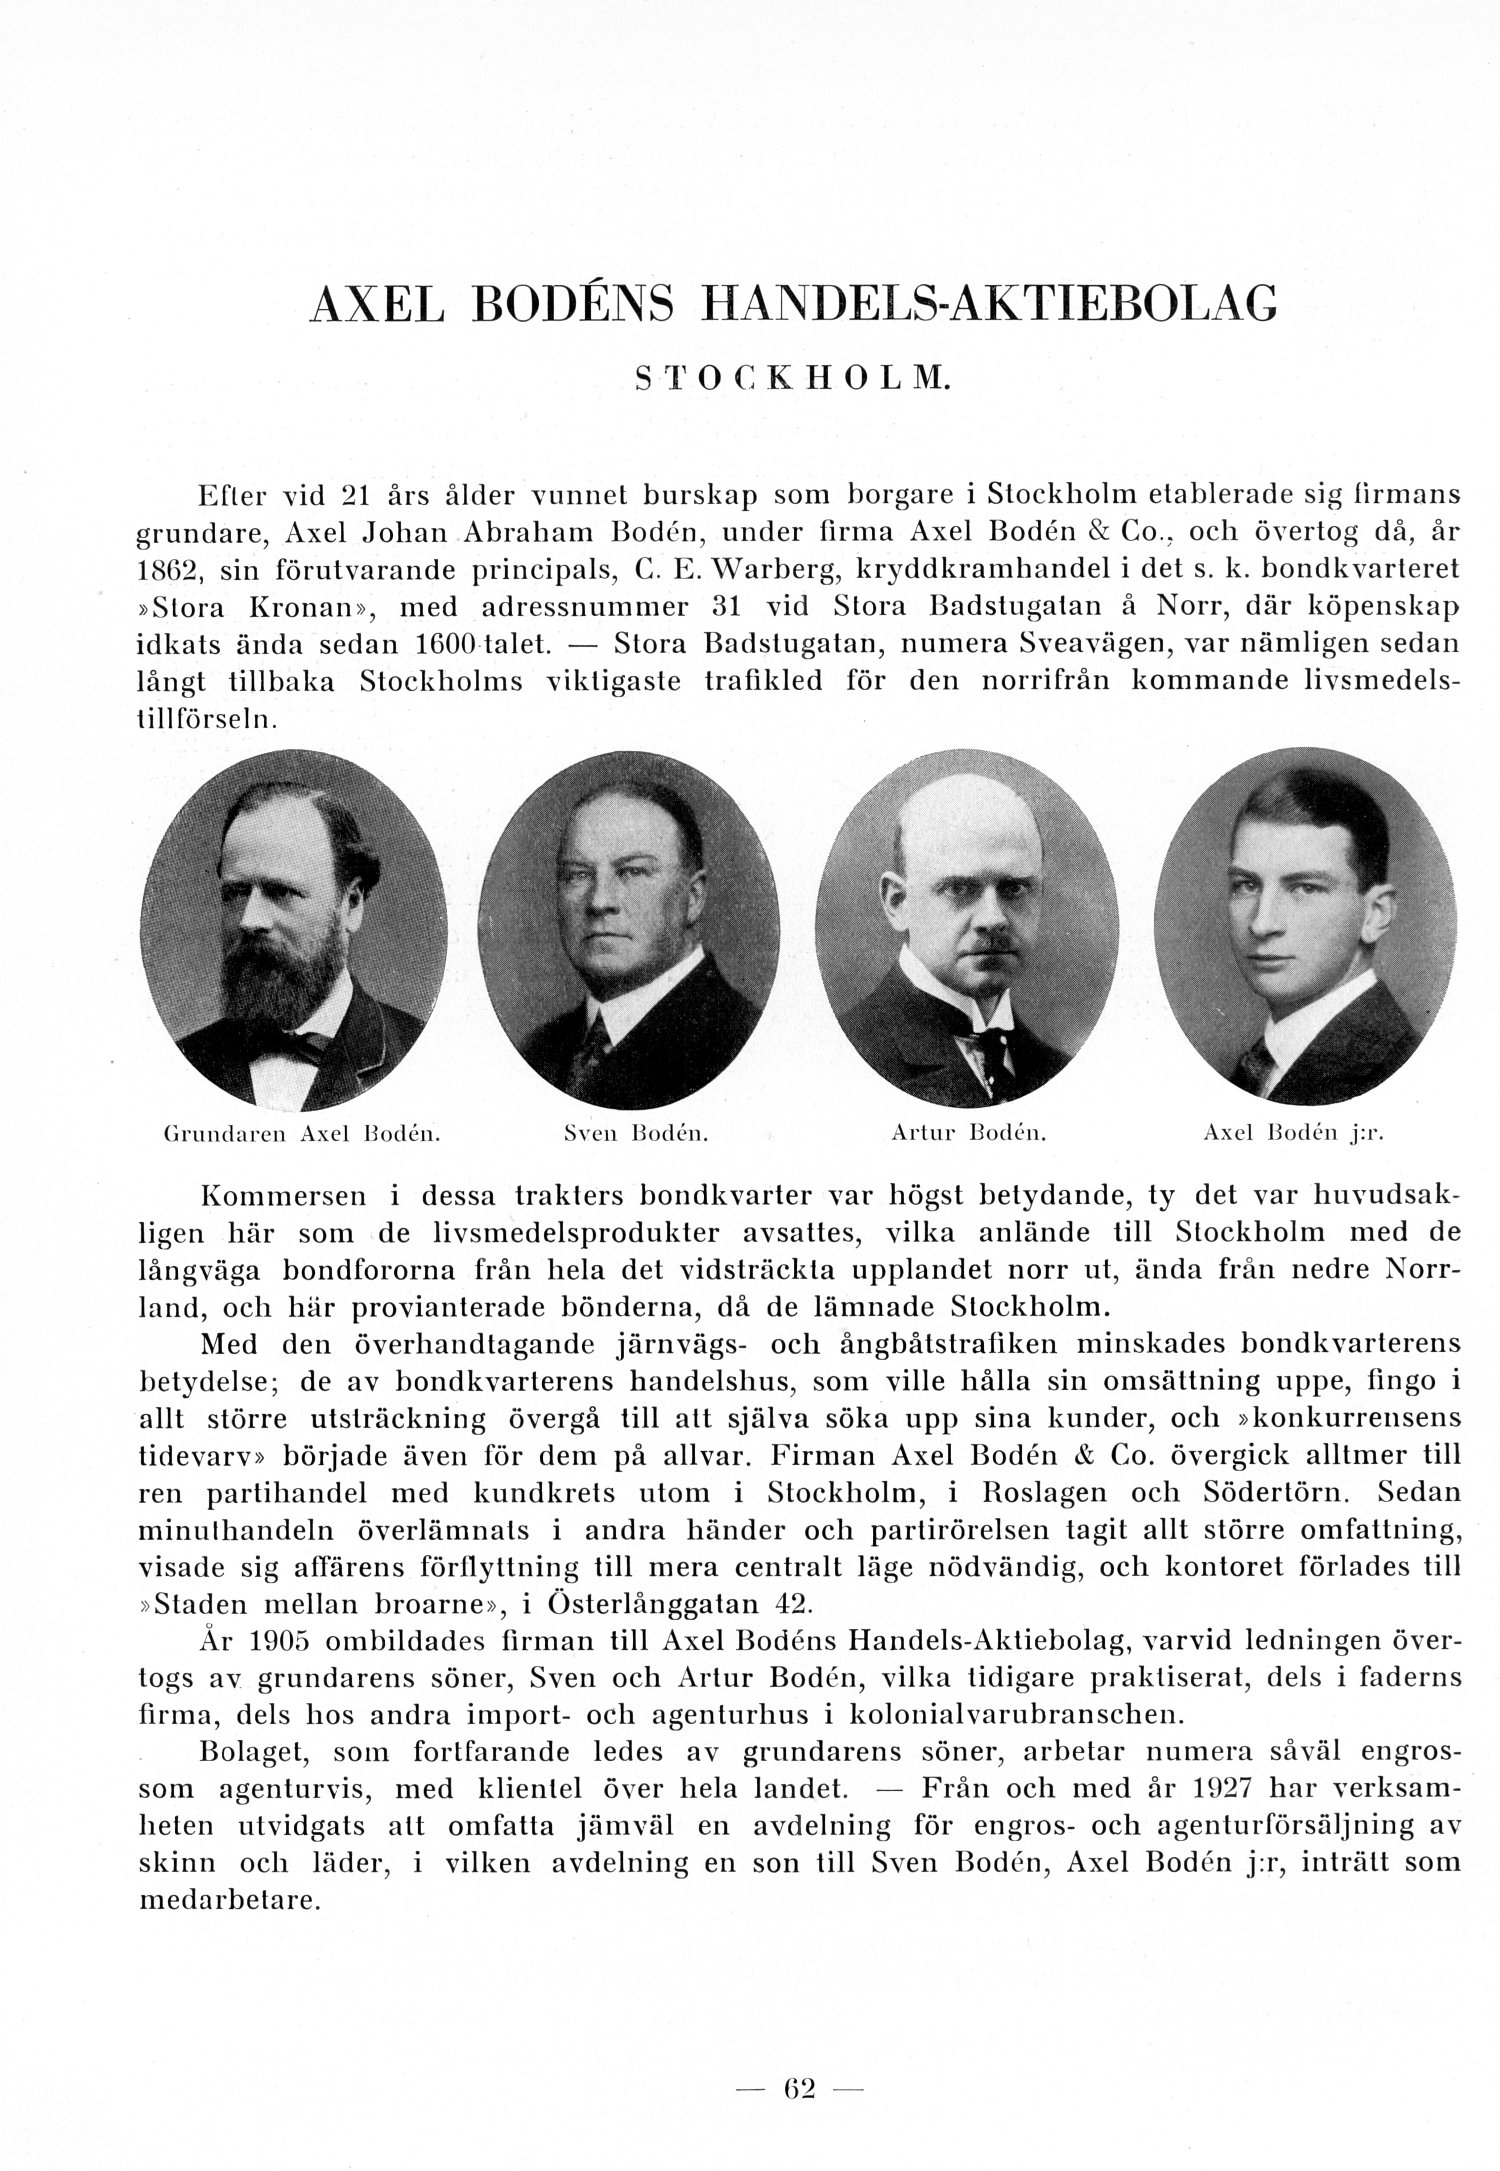 AXEL BODÉNS HANDELS-AKTIEBOLAG
STOCKHOLM.
Efter vid 21 års ålder vunnet burskap som borgare i Stockholm etablerade sig firmans
grundare, Axel Johan Abraham Bodén, under firma Axel Bodén & Co., och övertog då, år
1862, sin förutvarande principals, C. E. Warberg, kryddkramhandel i det s. k. bondkvarteret
»Stora Kronan», med adressnummer 31 vid Stora Badstugatan å Norr, där köpenskap
idkats ända sedan 1600-talet. — Stora Badstugatan, numera Sveavägen, var nämligen sedan
långt tillbaka Stockholms viktigaste trafikled för den norrifrån kommande livsmedels-
tillförseln.
Grundaren Axel Bodén.
Sven Bodén.
Artur Bodén.
Axel Bodén j:r.
Kommersen i dessa trakters bondkvarter var högst betydande, ty det var huvudsak-
ligen här som de livsmedelsprodukter avsattes, vilka anlände till Stockholm med de
långväga bondfororna från hela det vidsträckta upplandet norr ut, ända från nedre Norr-
land, och här provianterade bönderna, då de lämnade Stockholm.
Med den överhandtagande järnvägs- och ångbåtstrafiken minskades bondkvarterens
betydelse; de av bondkvarterens handelshus, som ville hålla sin omsättning uppe, fingo i
allt större utsträckning övergå till att själva söka upp sina kunder, och »konkurrensens
tidevarv» började även för dem på allvar. Firman Axel Bodén & Co. övergick alltmer till
ren partihandel med kundkrets utom i Stockholm, i Roslagen och Södertörn. Sedan
minuthandeln överlämnats i andra händer och partirörelsen tagit allt större omfattning,
visade sig affärens förflyttning till mera centralt läge nödvändig, och kontoret förlades till
»Staden mellan broarne», i Österlånggatan 42.
År 1905 ombildades firman till Axel Bodéns Handels-Aktiebolag, varvid ledningen över-
togs av grundarens söner, Sven och Artur Bodén, vilka tidigare praktiserat, dels i faderns
firma, dels hos andra import- och agenturhus i kolonialvarubranschen.
Bolaget, som fortfarande ledes av grundarens söner, arbetar numera såväl engros-
som agenturvis, med klientel över hela landet. — Från och med år 1927 har verksam-
heten utvidgats att omfatta jämväl en avdelning för engros- och agenturförsäljning av
skinn och läder, i vilken avdelning en son till Sven Bodén, Axel Bodén j:r, inträtt som
medarbetare.
— 62 —